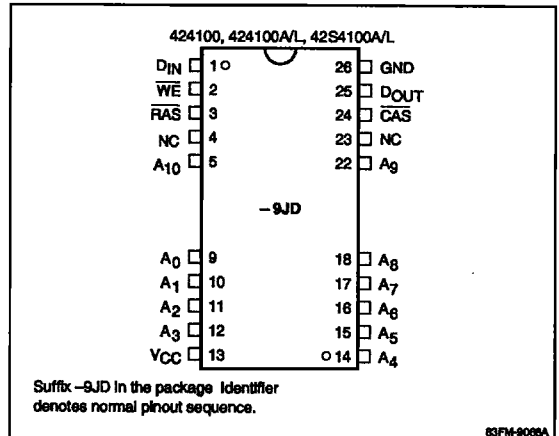 424100, 424100A/L, 42S4100A/L
DIN 1 26 GND
WE 2 25 DOUT
RAS 3 24 CAS
NC 4 23 NC
A10 5 22 A9
–9JD
A0 9 18 A8
A1 10 17 A7
A2 11 16 A6
A3 12 15 A5
VCC 13 14 A4
Suffix –9JD in the package identifier
denotes normal pinout sequence.
83FM-9068A